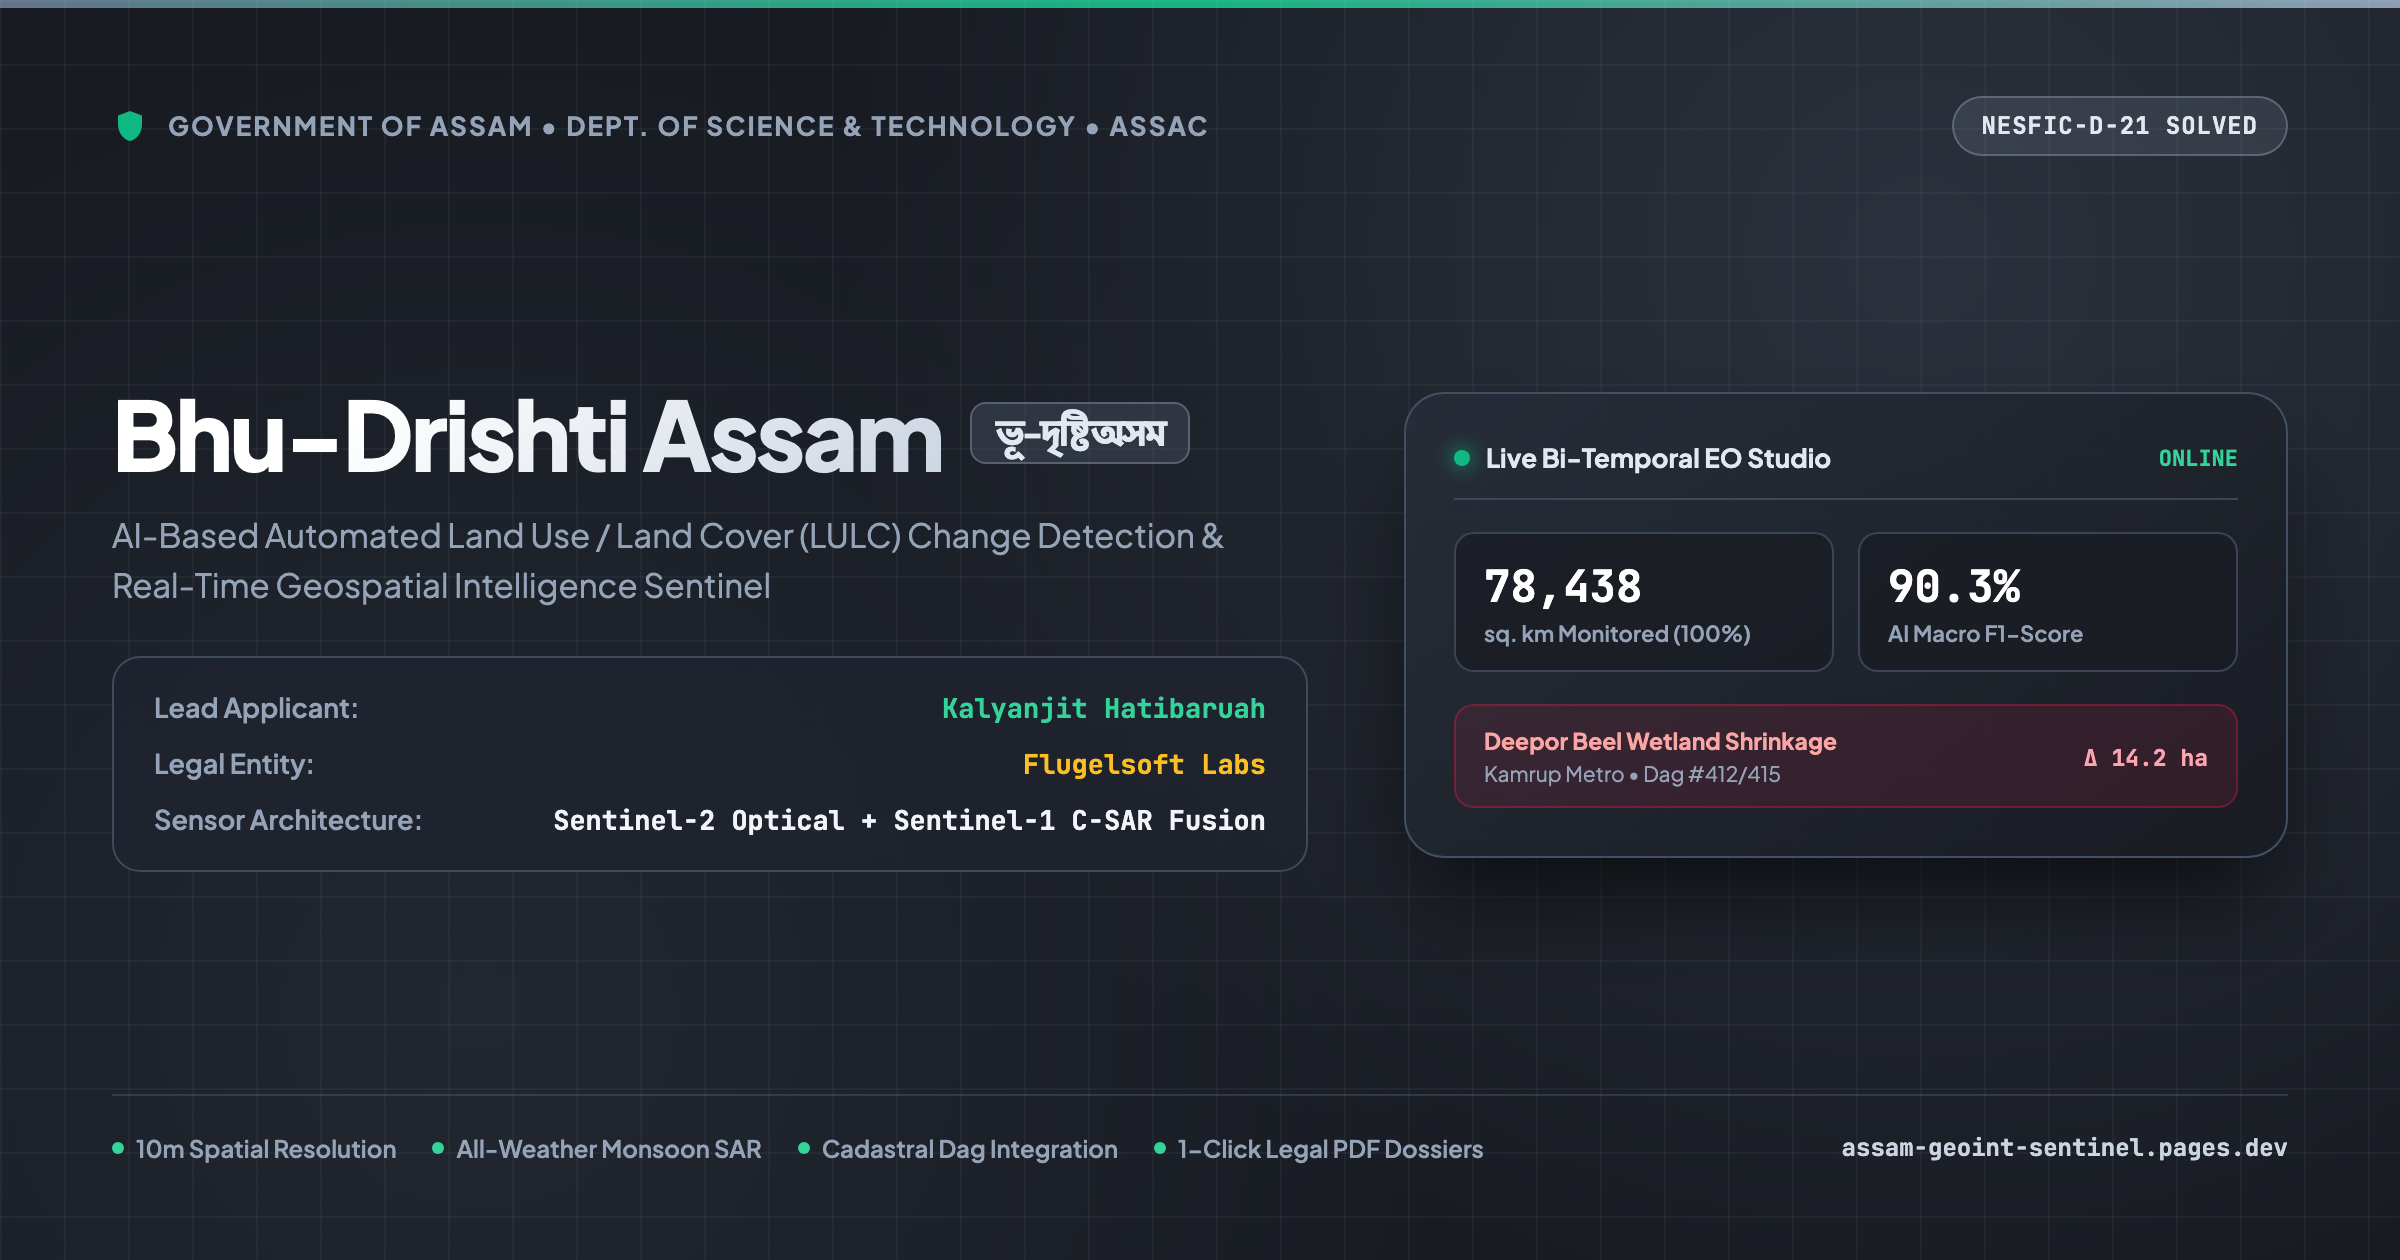 GOVERNMENT OF ASSAM • DEPT. OF SCIENCE & TECHNOLOGY • ASSAC
NESFIC-D-21 SOLVED
Bhu-Drishti Assam
ভূ-দৃষ্টি অসম
AI-Based Automated Land Use / Land Cover (LULC) Change Detection &
Real-Time Geospatial Intelligence Sentinel
Lead Applicant: Kalyanjit Hatibaruah
Legal Entity: Flugelsoft Labs
Sensor Architecture: Sentinel-2 Optical + Sentinel-1 C-SAR Fusion
Live Bi-Temporal EO Studio ONLINE
78,438
sq. km Monitored (100%)
90.3%
AI Macro F1-Score
Deepor Beel Wetland Shrinkage
Kamrup Metro • Dag #412/415
Δ 14.2 ha
10m Spatial Resolution
All-Weather Monsoon SAR
Cadastral Dag Integration
1-Click Legal PDF Dossiers
assam-geoint-sentinel.pages.dev